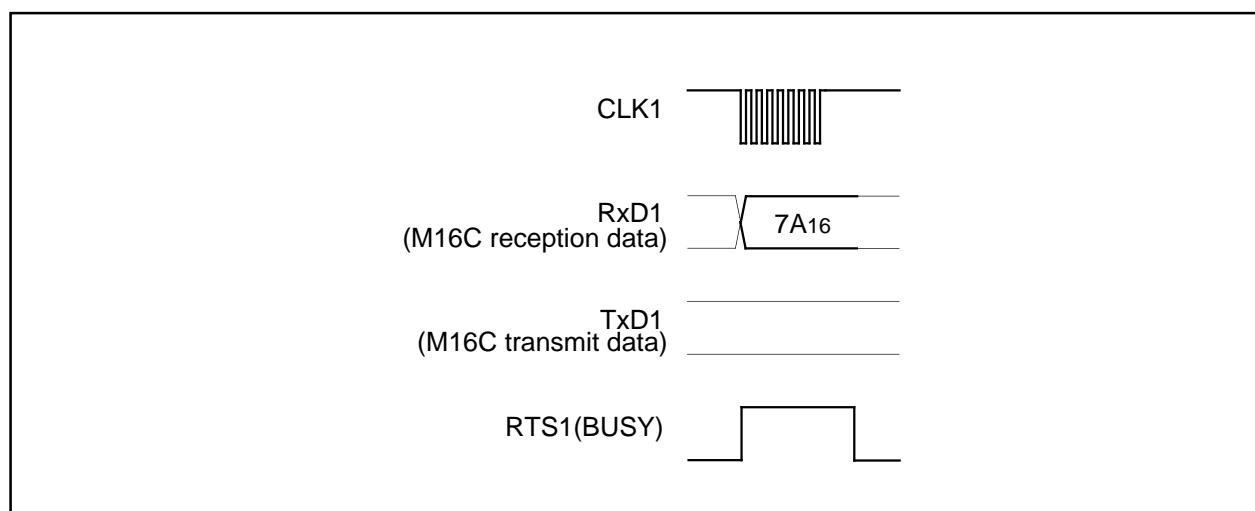 CLK1
RxD1
(M16C reception data)
7A16
TxD1
(M16C transmit data)
RTS1(BUSY)